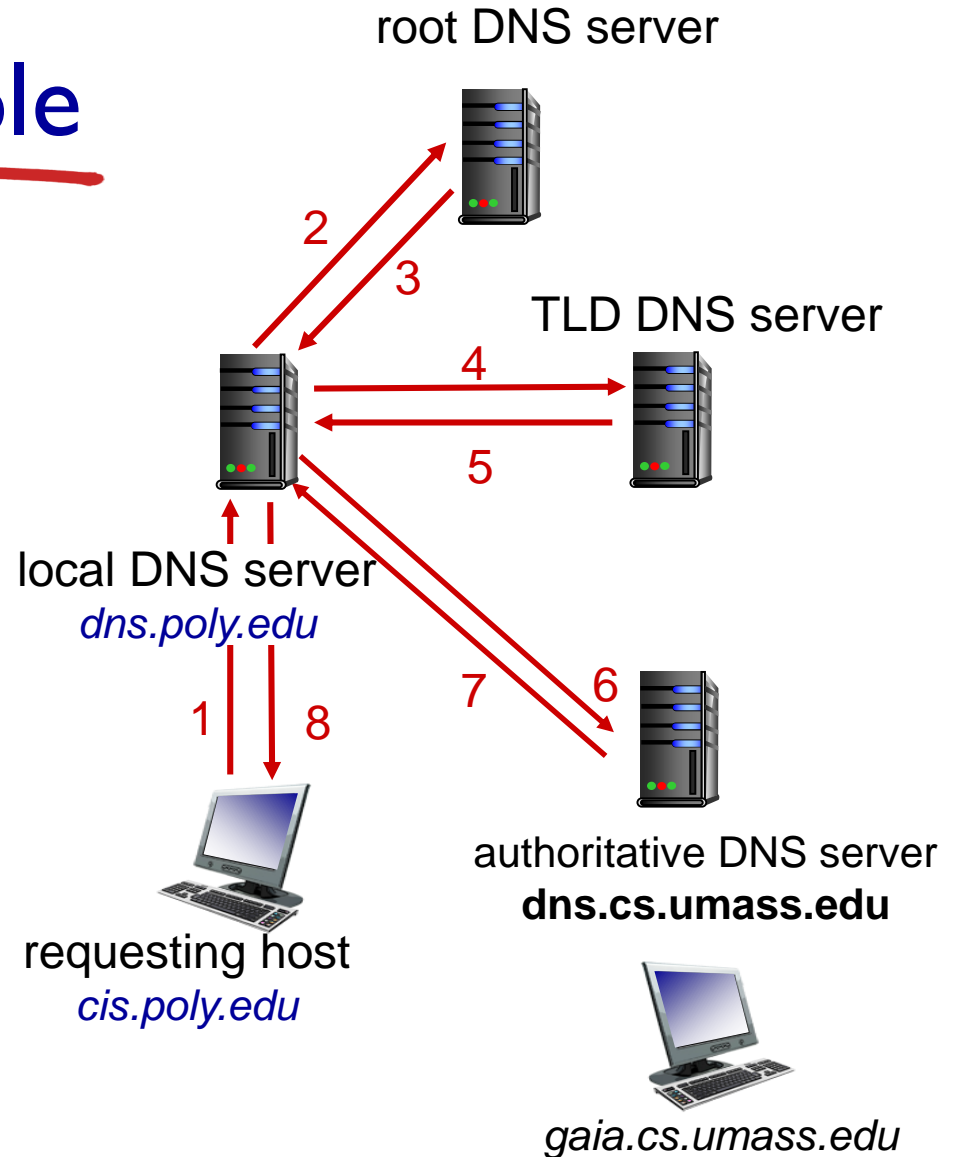 root DNS server
2
3
TLD DNS server
4
5
local DNS server
dns.poly.edu
1
8
7
6
authoritative DNS server
dns.cs.umass.edu
requesting host
cis.poly.edu
gaia.cs.umass.edu